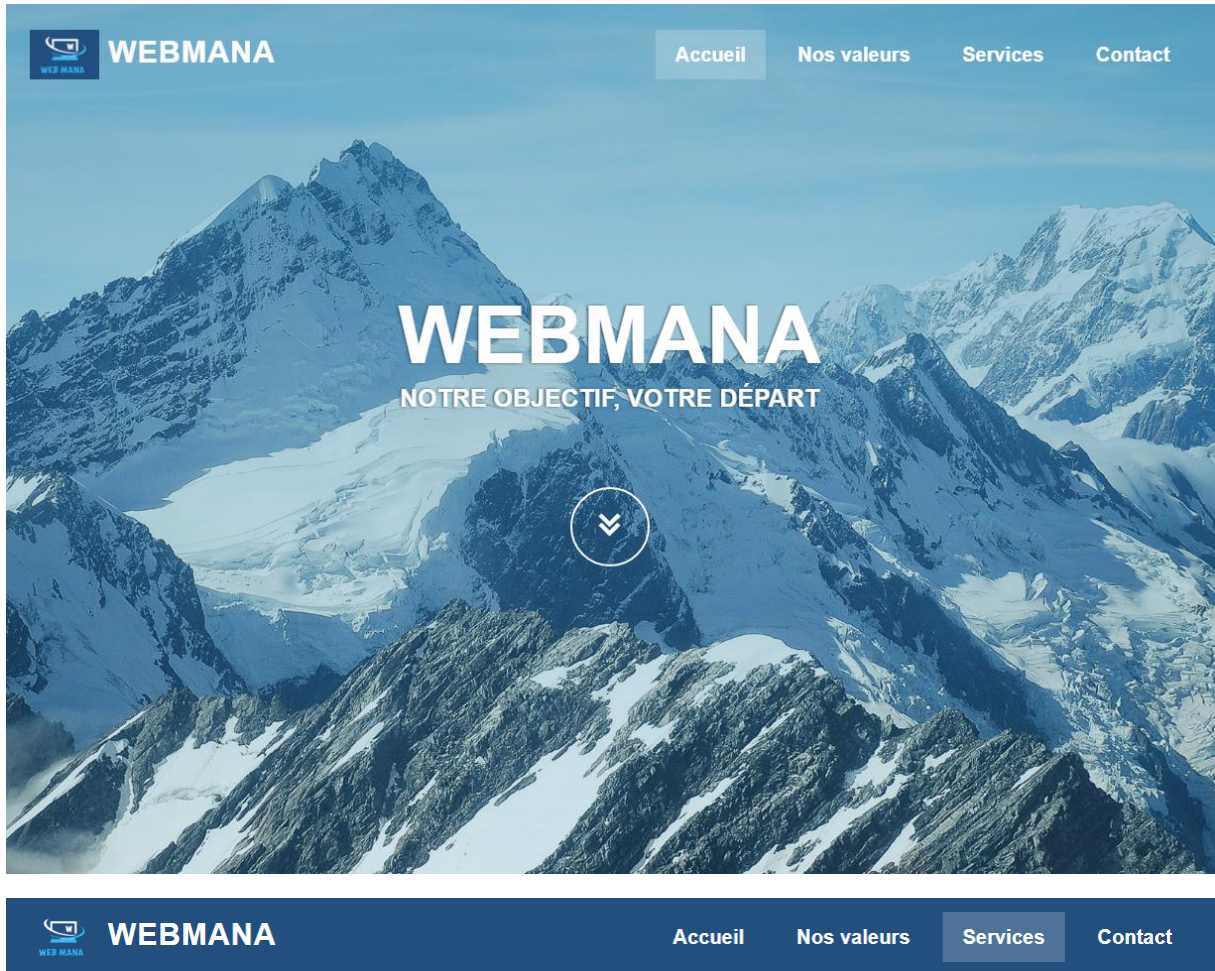 WEB MANA
WEBMANA
Accueil Nos valeurs Services Contact
WEBMANA
NOTRE OBJECTIF, VOTRE DÉPART
WEB MANA
WEBMANA
Accueil Nos valeurs Services Contact